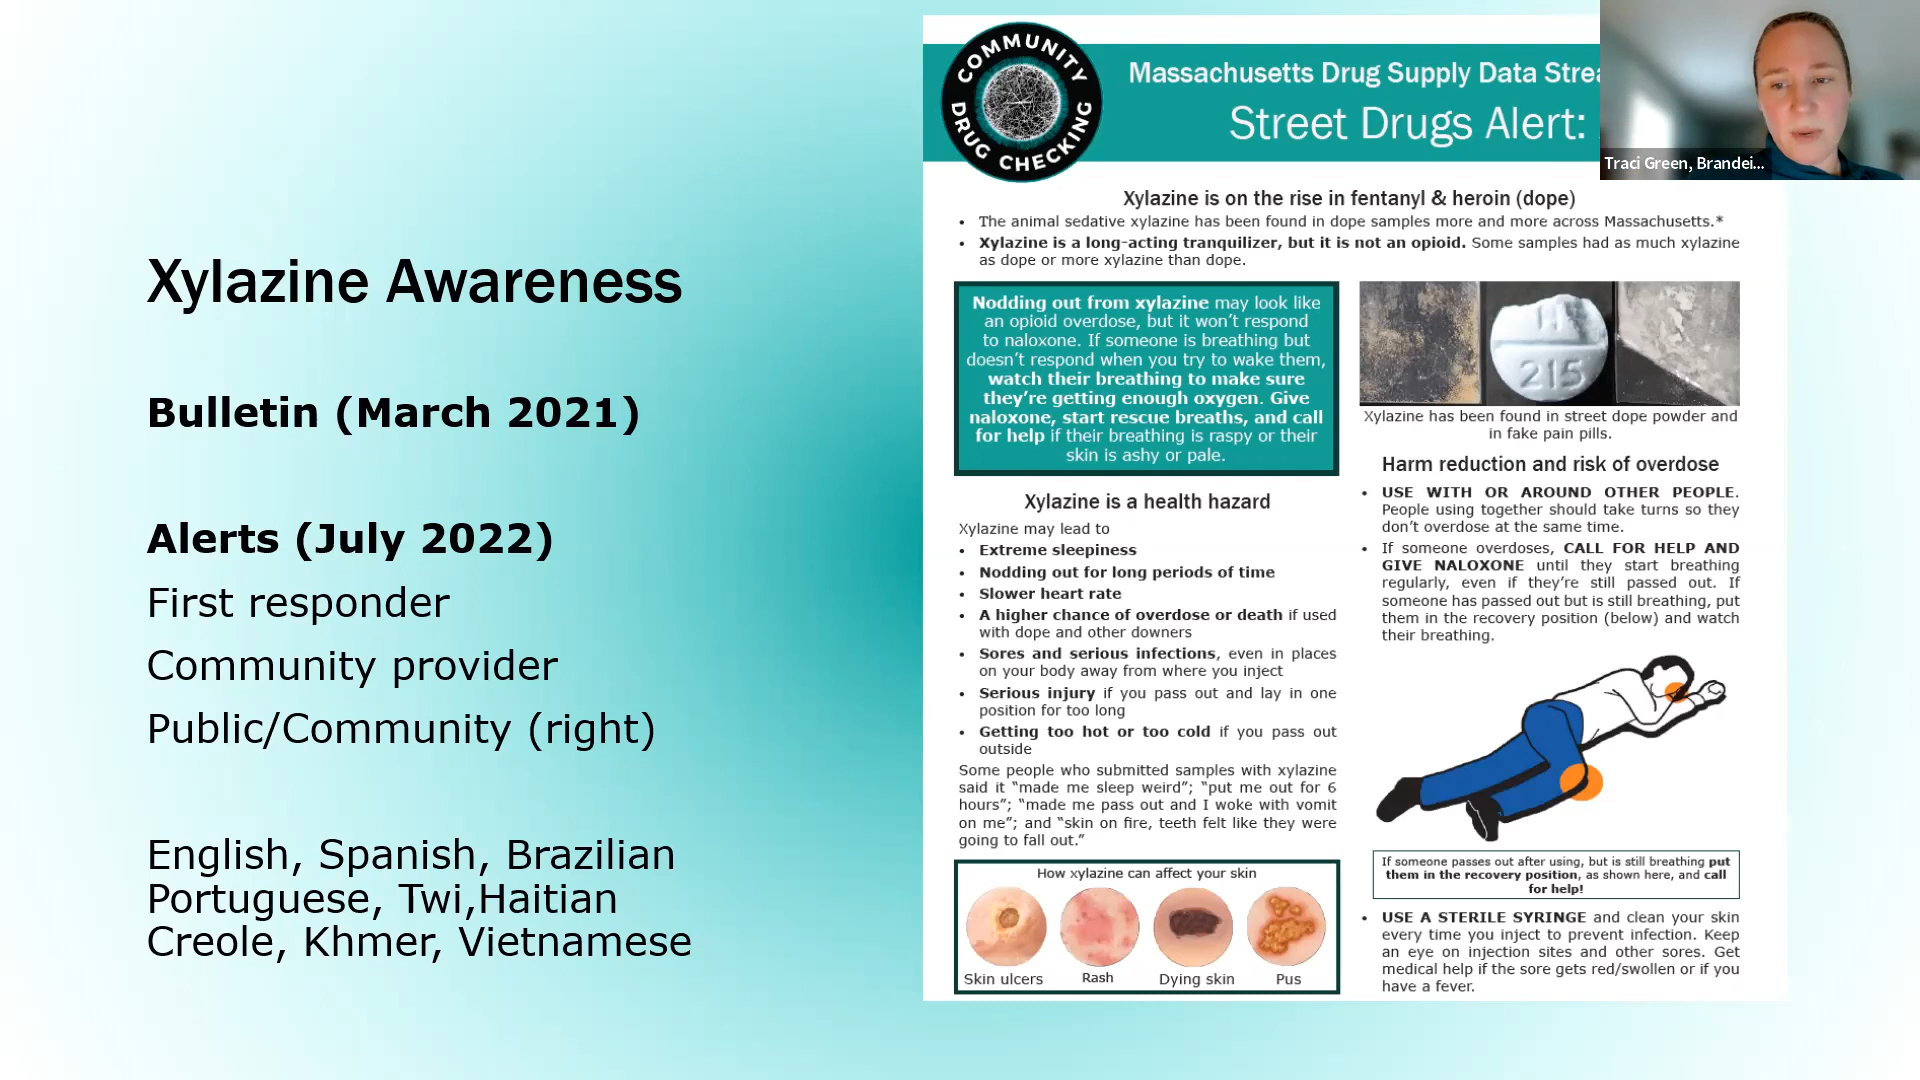 Xylazine Awareness
Bulletin (March 2021)
Alerts (July 2022)
First responder
Community provider
Public/Community (right)
English, Spanish, Brazilian
Portuguese, Twi,Haitian
Creole, Khmer, Vietnamese
COMMUNITY
DRUG CHECKING
Massachusetts Drug Supply Data
Street Drugs Alert:
Traci Green, Brandei...
Xylazine is on the rise in fentanyl & heroin (dope)
• The animal sedative xylazine has been found in dope samples more and more across Massachusetts.*
• Xylazine is a long-acting tranquilizer, but it is not an opioid. Some samples had as much xylazine
as dope or more xylazine than dope.
Nodding out from xylazine may look like
an opioid overdose, but it won't respond
to naloxone. If someone is breathing but
doesn't respond when you try to wake them,
watch their breathing to make sure
they're getting enough oxygen. Give
naloxone, start rescue breaths, and call
for help if their breathing is raspy or their
skin is ashy or pale.
Xylazine is a health hazard
Xylazine may lead to
• Extreme sleepiness
• Nodding out for long periods of time
• Slower heart rate
• A higher chance of overdose or death if used
with dope and other downers
• Sores and serious infections, even in places
on your body away from where you inject
• Serious injury if you pass out and lay in one
position for too long
• Getting too hot or too cold if you pass out
outside
Some people who submitted samples with xylazine
said it “made me sleep weird”; “put me out for 6
hours”; “made me pass out and I woke with vomit
on me”; and “skin on fire, teeth felt like they were
going to fall out.”
How xylazine can affect your skin
Skin ulcers
Rash
Dying skin
Pus
215
Xylazine has been found in street dope powder and
in fake pain pills.
Harm reduction and risk of overdose
• USE WITH OR AROUND OTHER PEOPLE.
People using together should take turns so they
don't overdose at the same time.
• If someone overdoses, CALL FOR HELP AND
GIVE NALOXONE until they start breathing
regularly, even if they're still passed out. If
someone has passed out but is still breathing, put
them in the recovery position (below) and watch
their breathing.
If someone passes out after using, but is still breathing put
them in the recovery position, as shown here, and call
for help!
• USE A STERILE SYRINGE and clean your skin
every time you inject to prevent infection. Keep
an eye on injection sites and other sores. Get
medical help if the sore gets red/swollen or if you
have a fever.